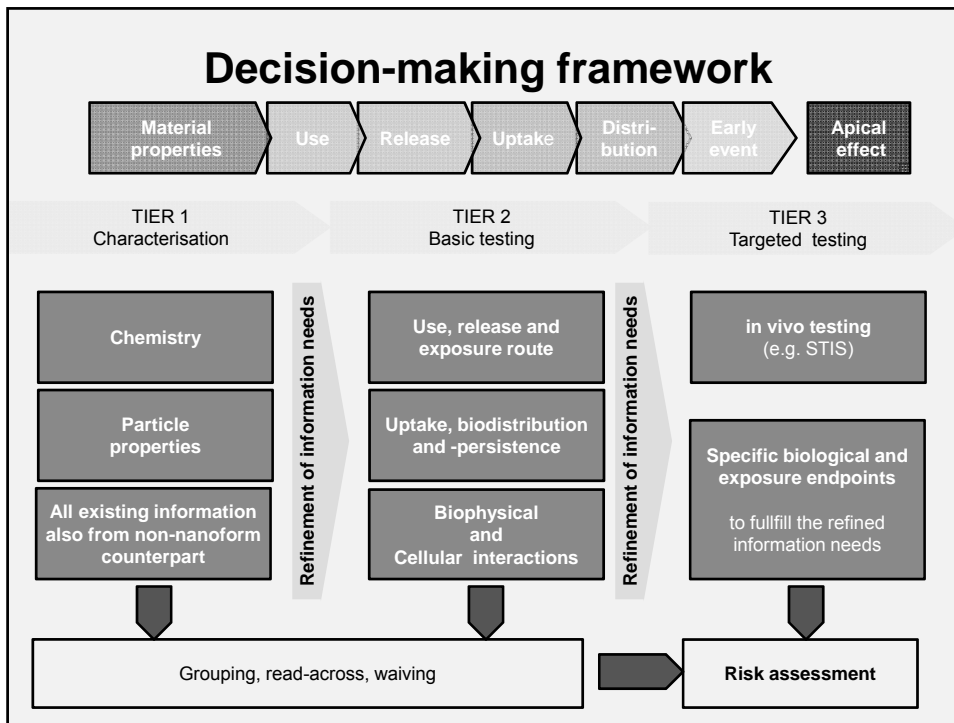 Decision-making framework
Material
properties
Use
Release
Uptake
Distri-
bution
Early
event
Apical
effect
TIER 1
Characterisation
TIER 2
Basic testing
TIER 3
Targeted testing
Chemistry
Particle
properties
All existing information
also from non-nanoform
counterpart
Refinement of information needs
Use, release and
exposure route
Uptake, biodistribution
and -persistence
Biophysical
and
Cellular interactions
Refinement of information needs
in vivo testing
(e.g. STIS)
Specific biological and
exposure endpoints
to fullfill the refined
information needs
Grouping, read-across, waiving
Risk assessment